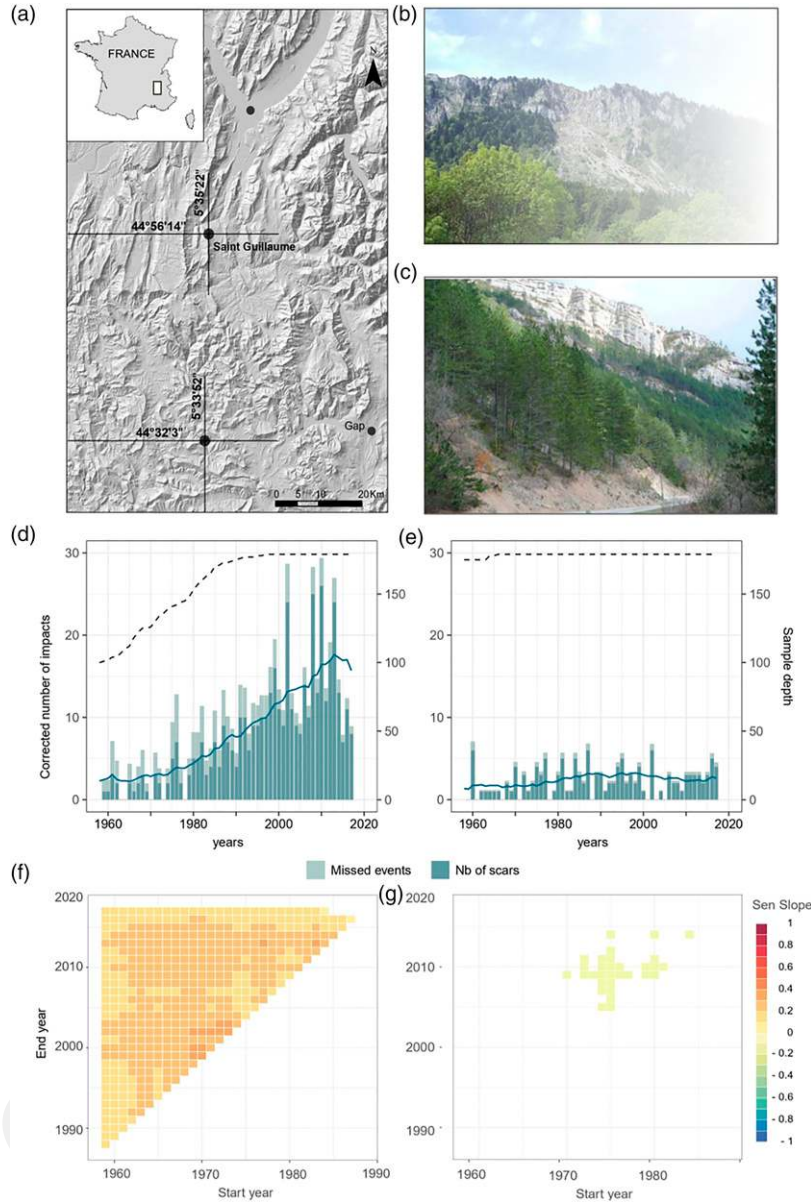 (a)
FRANCE
N
5°35'22"
44°56'14"
Saint Guillaume
5°33'52"
44°32'3"
Gap
0 5 10 20Km
(b)
(c)
(d)
30
20
10
0
Corrected number of impacts
150
100
50
0
1960 1980 2000 2020
years
(e)
30
20
10
0
150
100
50
0
Sample depth
1960 1980 2000 2020
years
Missed events Nb of scars
(f)
2020
2010
2000
1990
End year
1960 1970 1980 1990
Start year
(g)
2020
2010
2000
1990
1960 1970 1980
Start year
Sen Slope
1
0.8
0.6
0.4
0.2
0
- 0.2
- 0.4
- 0.6
- 0.8
- 1